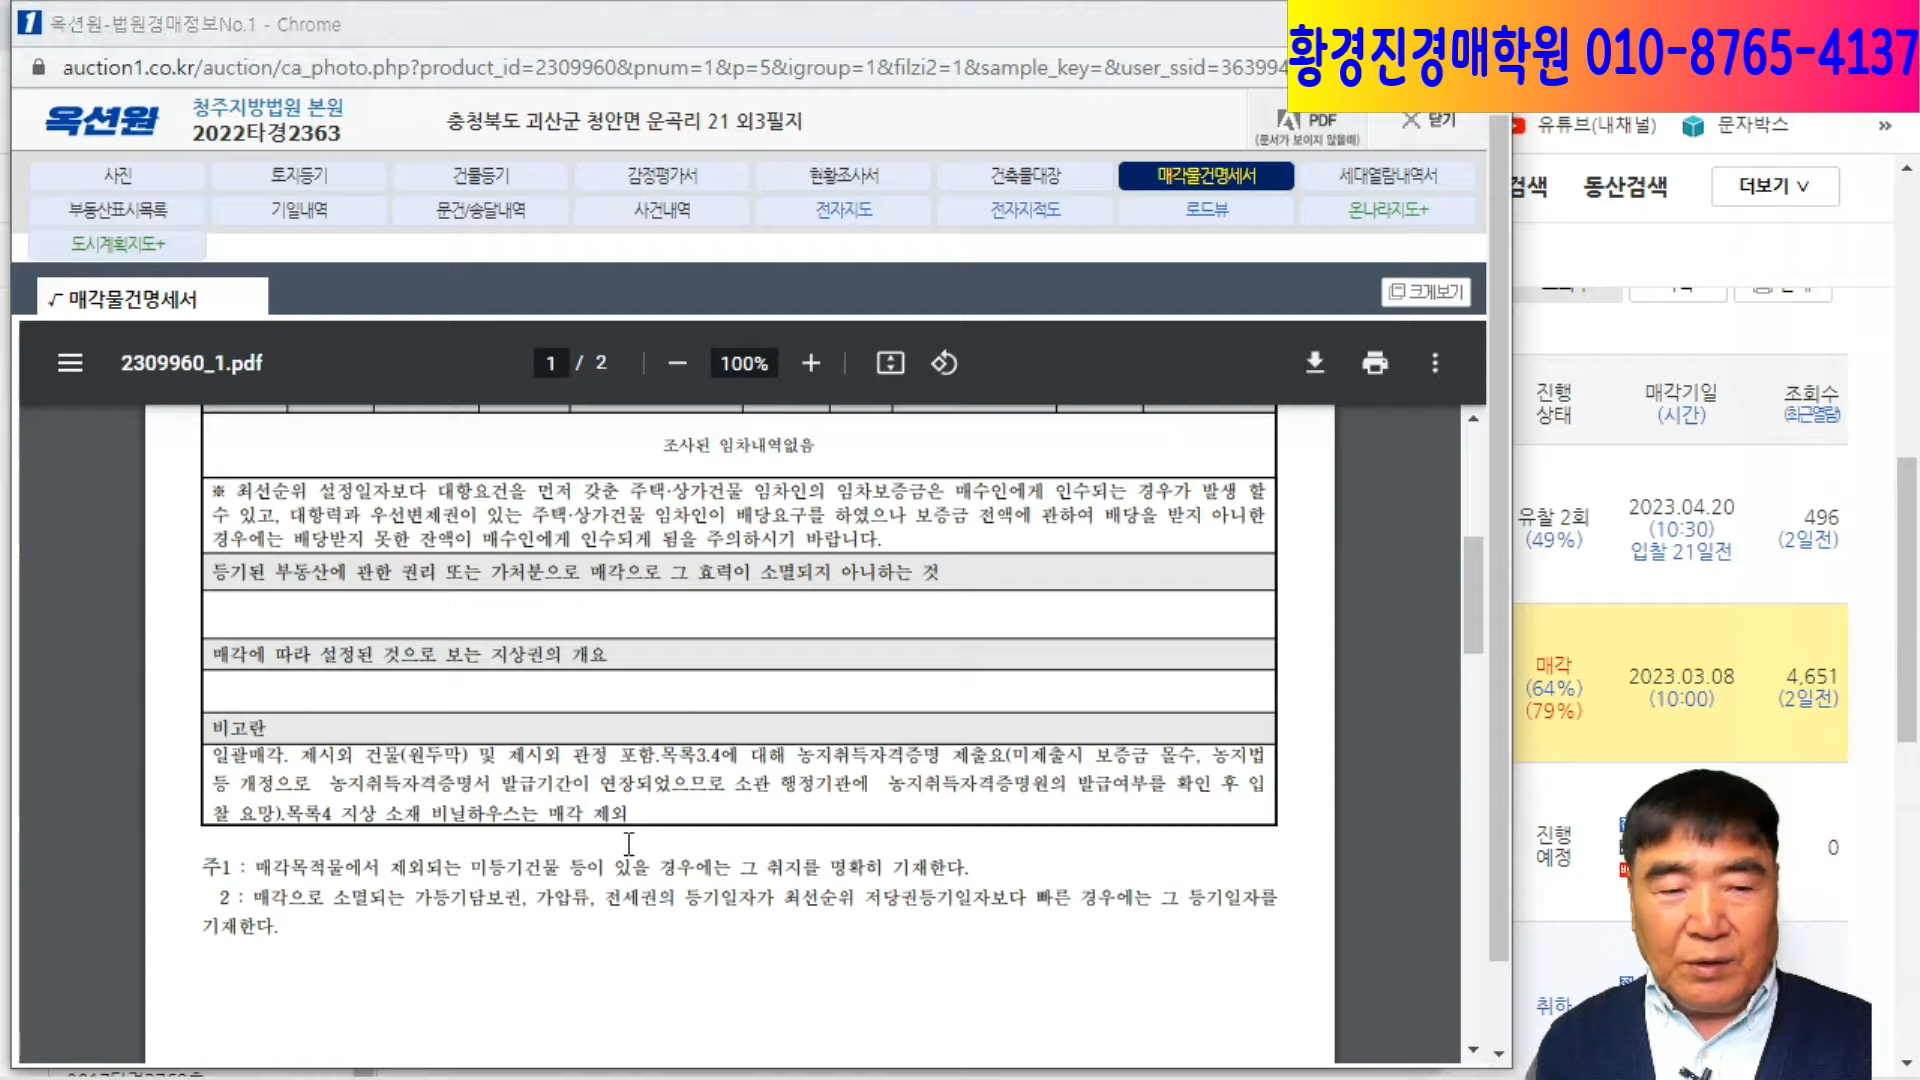 옥션원-법원경매정보No.1 - Chrome
auction1.co.kr/auction/ca_photo.php?product_id=2309960&pnum=1&p=5&igroup=1&filzi2=1&sample_key=&user_ssid=363994
황경진경매학원 010-8765-4137
옥션원
청주지방법원 본원
2022타경2363
충청북도 괴산군 청안면 운곡리 21 외3필지
PDF
(문서가 보이지 않을때)
닫기
유튜브(내채널)
문자박스
»
사진
토지등기
건물등기
감정평가서
현황조사서
건축물대장
매각물건명세서
세대열람내역서
부동산표시목록
기일내역
문건/송달내역
사건내역
전자지도
전자지적도
로드뷰
온나라지도+
도시계획지도+
검색
동산검색
더보기 ∨
√ 매각물건명세서
크게보기
2309960_1.pdf
1 / 2
100%
조사된 임차내역없음
※ 최선순위 설정일자보다 대항요건을 먼저 갖춘 주택·상가건물 임차인의 임차보증금은 매수인에게 인수되는 경우가 발생 할
수 있고, 대항력과 우선변제권이 있는 주택·상가건물 임차인이 배당요구를 하였으나 보증금 전액에 관하여 배당을 받지 아니한
경우에는 배당받지 못한 잔액이 매수인에게 인수되게 됨을 주의하시기 바랍니다.
등기된 부동산에 관한 권리 또는 가처분으로 매각으로 그 효력이 소멸되지 아니하는 것
매각에 따라 설정된 것으로 보는 지상권의 개요
비고란
일괄매각. 제시외 건물(원두막) 및 제시외 관정 포함.목록3.4에 대해 농지취득자격증명 제출요(미제출시 보증금 몰수, 농지법
등 개정으로 농지취득자격증명서 발급기간이 연장되었으므로 소관 행정기관에 농지취득자격증명원의 발급여부를 확인 후 입
찰 요망).목록4 지상 소재 비닐하우스는 매각 제외
주1 : 매각목적물에서 제외되는 미등기건물 등이 있을 경우에는 그 취지를 명확히 기재한다.
2 : 매각으로 소멸되는 가등기담보권, 가압류, 전세권의 등기일자가 최선순위 저당권등기일자보다 빠른 경우에는 그 등기일자를
기재한다.
진행
상태
매각기일
(시간)
조회수
(최근열람)
유찰 2회
(49%)
2023.04.20
(10:30)
입찰 21일전
496
(2일전)
매각
(64%)
(79%)
2023.03.08
(10:00)
4,651
(2일전)
진행
예정
0
취하